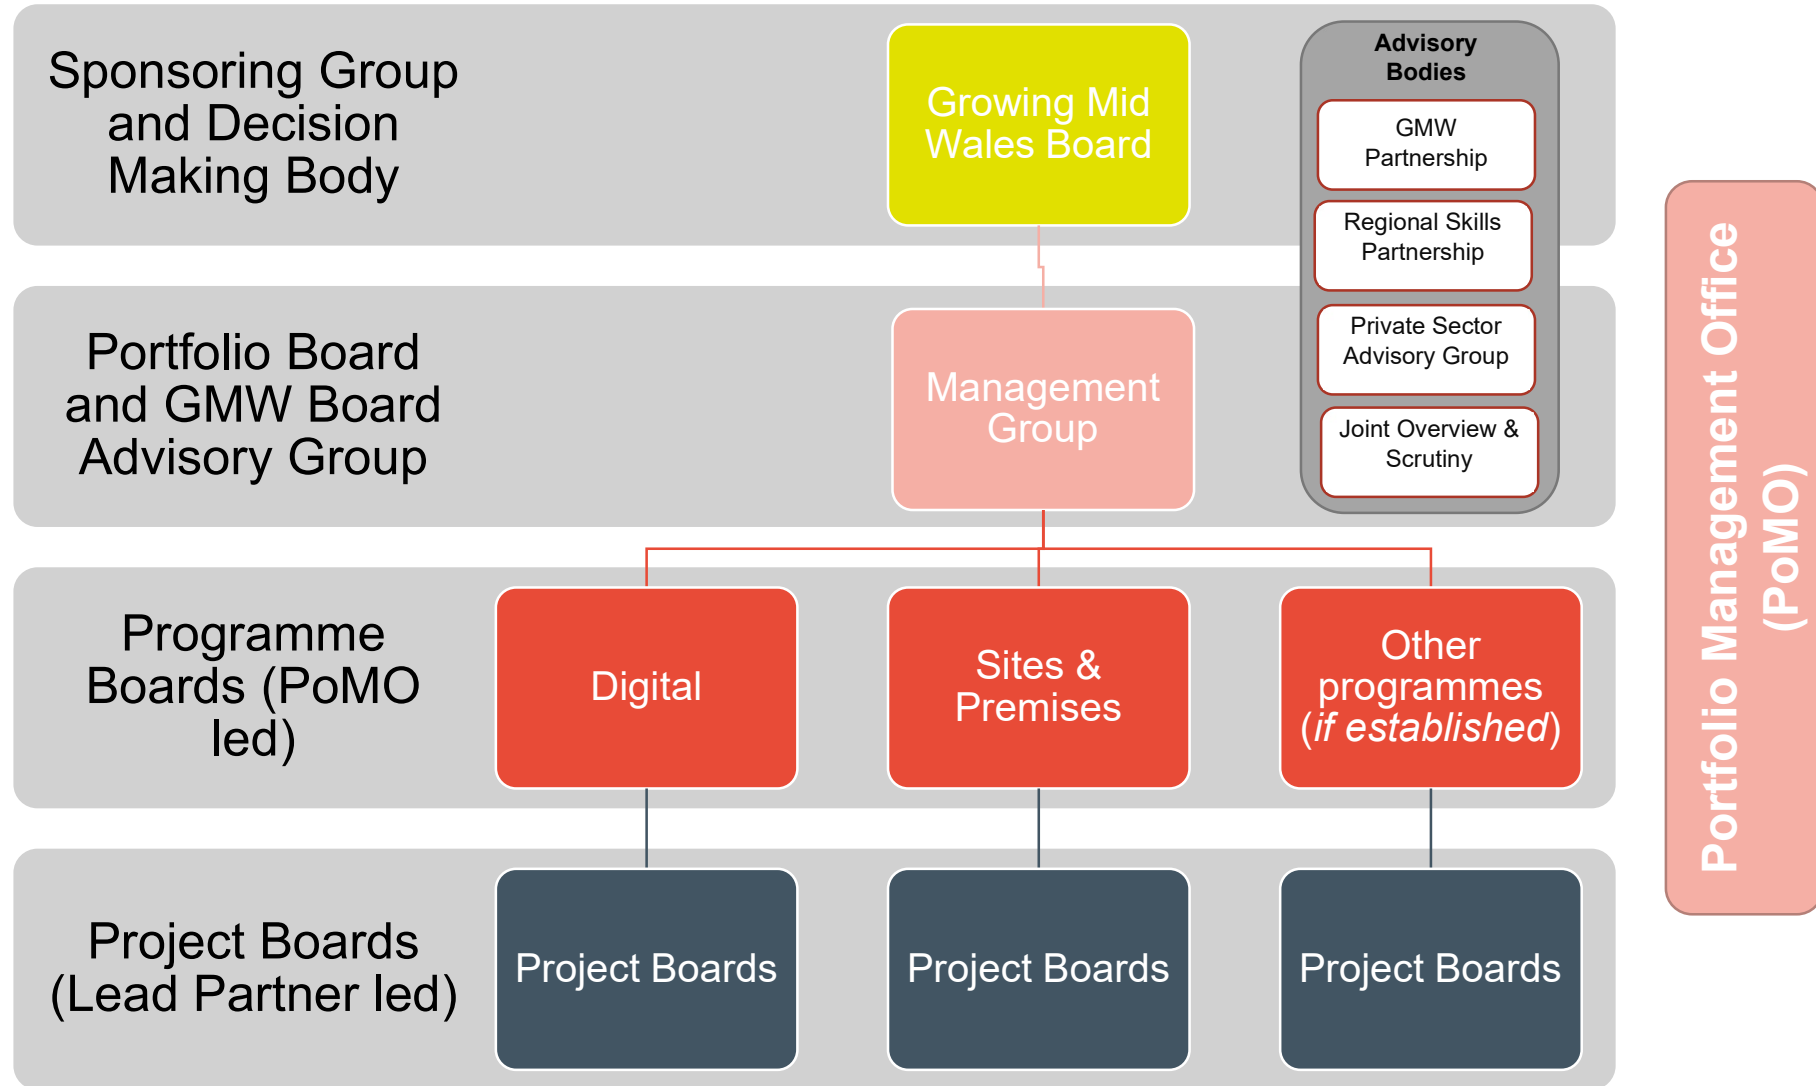 Sponsoring Group
and Decision
Making Body
Growing Mid
Wales Board
Advisory
Bodies
GMW
Partnership
Regional Skills
Partnership
Private Sector
Advisory Group
Joint Overview &
Scrutiny
Portfolio Board
and GMW Board
Advisory Group
Management
Group
Programme
Boards (PoMO
led)
Digital
Sites &
Premises
Other
programmes
(if established)
Project Boards
(Lead Partner led)
Project Boards
Project Boards
Project Boards
Portfolio Management Office
(PoMO)